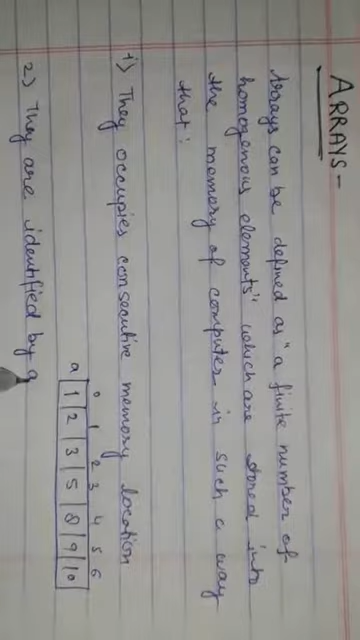 ARRAYS-
Arrays can be defined as "a finite number of
homogenous elements" which are stored into
the memory of computer in such a way
that:
1) They occupies consecutive memory location
0 1 2 3 4 5 6
a 1 2 3 5 8 9 10
2) They are identified by a